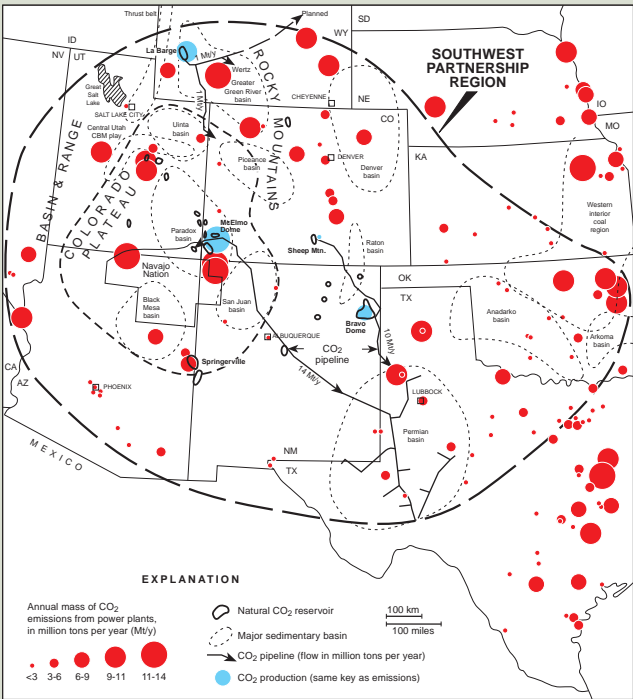 Thrust belt
Planned
SD
WY
ID
NV
UT
La Barge
Mt/y
Wertz
Greater
Green River
basin
ROCKY MOUNTAINS
SOUTHWEST
PARTNERSHIP
REGION
Great
Salt
Lake
SALT LAKE CITY
Mt/y
CHEYENNE
NE
IO
MO
Central Utah
CBM play
Uinta
basin
CO
KA
Piceance
basin
DENVER
Denver
basin
BASIN & RANGE
COLORADO
PLATEAU
Western
interior
coal
region
Paradox
basin
McElmo
Dome
Sheep Mtn.
Raton
basin
Navajo
Nation
OK
TX
Black
Mesa
basin
San Juan
basin
Anadarko
basin
Arkoma
basin
Bravo
Dome
ALBUQUERQUE
CO2
pipeline
10 Mt/y
Springerville
14 Mt/y
CA
AZ
PHOENIX
LUBBOCK
Permian
basin
MEXICO
NM
TX
EXPLANATION
Annual mass of CO2
emissions from power plants,
in million tons per year (Mt/y)
<3 3-6 6-9 9-11 11-14
Natural CO2 reservoir
Major sedimentary basin
CO2 pipeline (flow in million tons per year)
CO2 production (same key as emissions)
100 km
100 miles